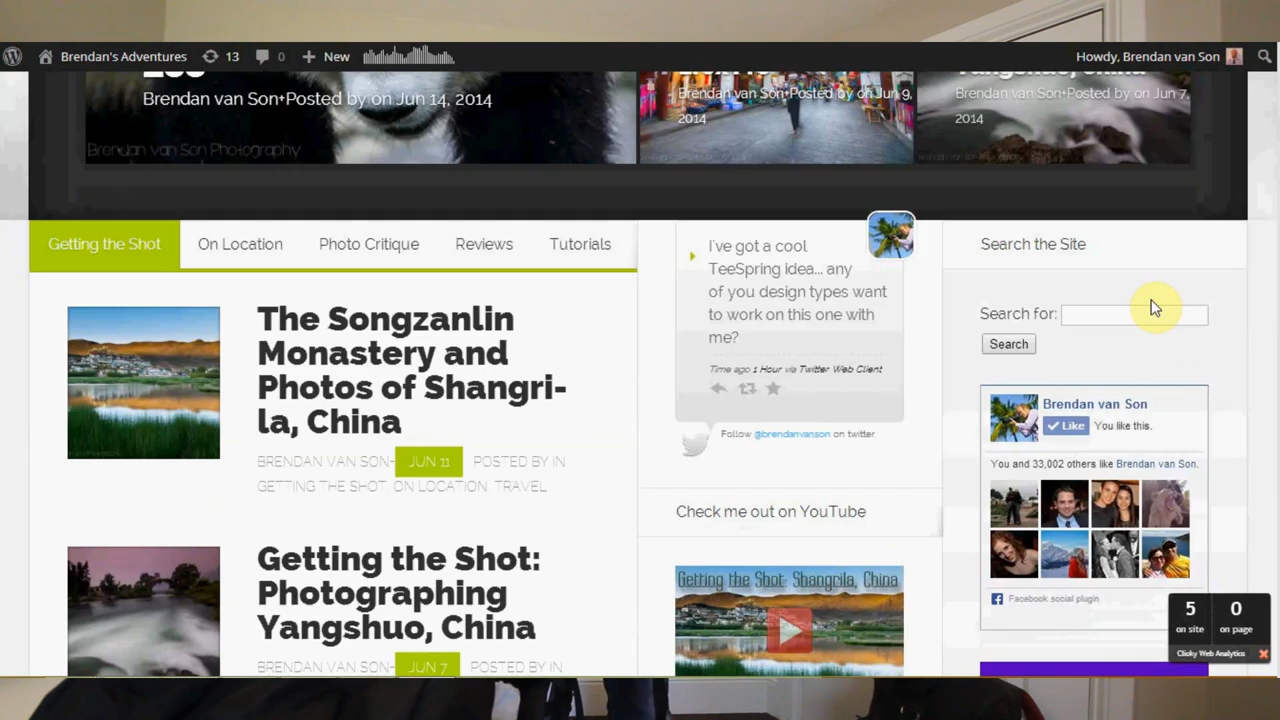 Brendan's Adventures 13 0 New Howdy, Brendan van Son
Brendan van Son+Posted by on Jun 14, 2014
Brendan van Son+Posted by on Jun 9,
2014
Yangshuo, China
Brendan van Son+Posted by on Jun 7,
2014
Brendan van Son Photography
Getting the Shot On Location Photo Critique Reviews Tutorials
The Songzanlin
Monastery and
Photos of Shangri-
la, China
BRENDAN VAN SON- JUN 11 POSTED BY IN
GETTING THE SHOT, ON LOCATION, TRAVEL
Getting the Shot:
Photographing
Yangshuo, China
BRENDAN VAN SON- JUN 7 POSTED BY IN
I've got a cool
TeeSpring idea... any
of you design types want
to work on this one with
me?
Time ago 1 Hour via Twitter Web Client
Follow @brendanvanson on twitter
Check me out on YouTube
Getting the Shot: Shangrila, China
Search the Site
Search for:
Search
Brendan van Son
Like You like this.
You and 33,002 others like Brendan van Son.
Facebook social plugin
5 0
on site on page
Clicky Web Analytics